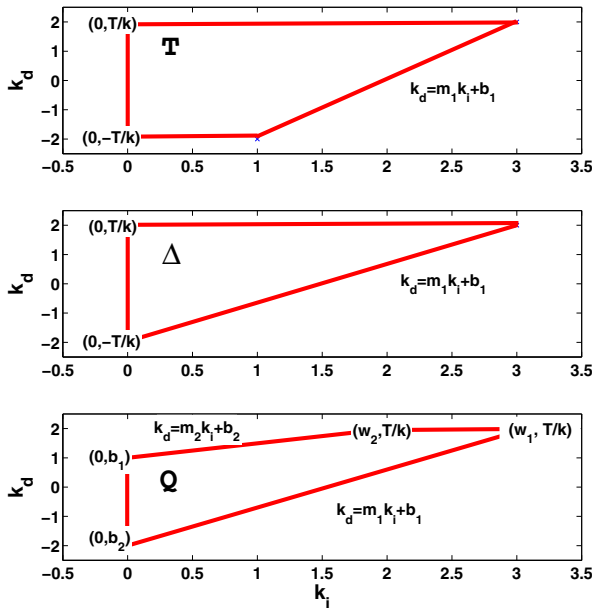 (0,T/k)
T
k_d=m_1k_i+b_1
(0,−T/k)
k_d
2
1
0
−1
−2
−0.5 0 0.5 1 1.5 2 2.5 3 3.5
(0,T/k)
Δ
k_d=m_1k_i+b_1
(0,−T/k)
k_d
2
1
0
−1
−2
−0.5 0 0.5 1 1.5 2 2.5 3 3.5
k_d=m_2k_i+b_2
(w_2,T/k)
(w_1, T/k)
(0,b_1)
Q
k_d=m_1k_i+b_1
(0,b_2)
k_d
2
1
0
−1
−2
−0.5 0 0.5 1 1.5 2 2.5 3 3.5
k_i